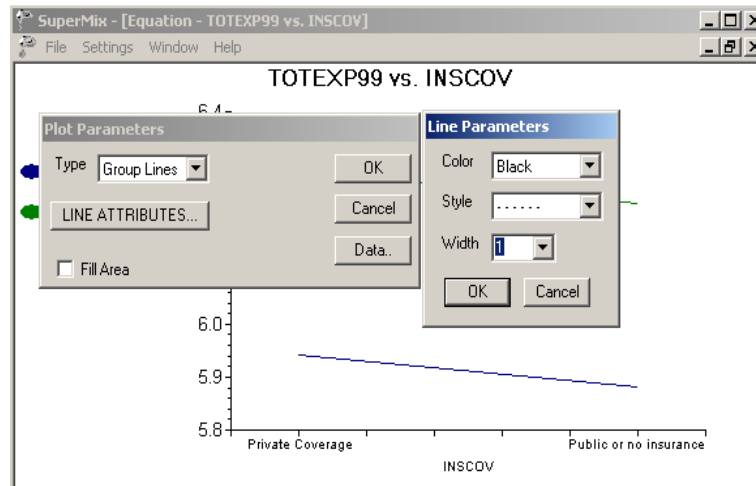 SuperMix - [Equation - TOTEXP99 vs. INSCOV]
File Settings Window Help
TOTEXP99 vs. INSCOV
6.4
Plot Parameters
Type Group Lines
LINE ATTRIBUTES...
Fill Area
OK
Cancel
Data..
Line Parameters
Color Black
Style ......
Width 1
OK Cancel
6.0
5.9
5.8
Private Coverage Public or no insurance
INSCOV